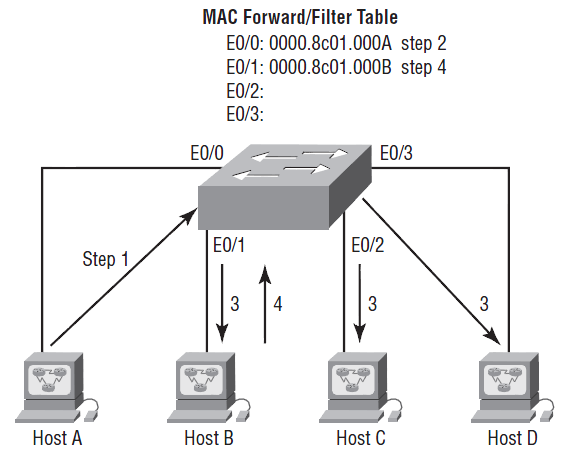 MAC Forward/Filter Table
E0/0: 0000.8c01.000A step 2
E0/1: 0000.8c01.000B step 4
E0/2:
E0/3:
E0/0
E0/3
Step 1
E0/1
E0/2
3
4
3
3
Host A
Host B
Host C
Host D